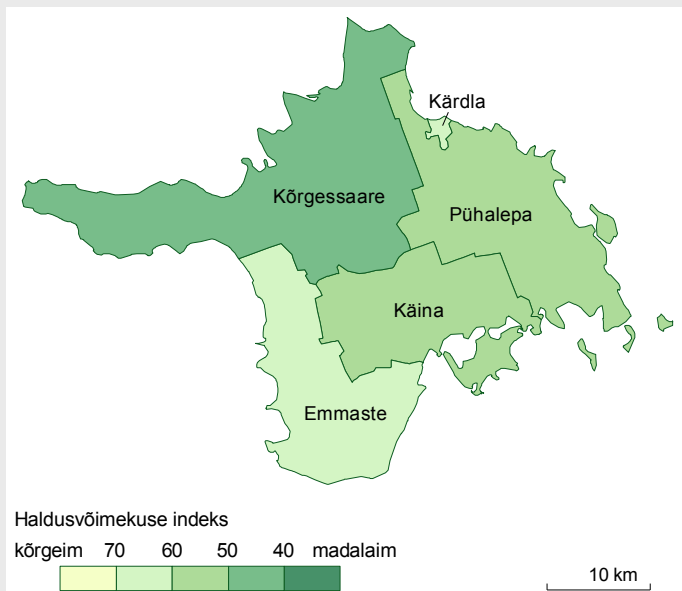 Kärdla
Kõrgessaare
Pühalepa
Käina
Emmaste
Haldusvõimekuse indeks
kõrgeim 70 60 50 40 madalaim
10 km